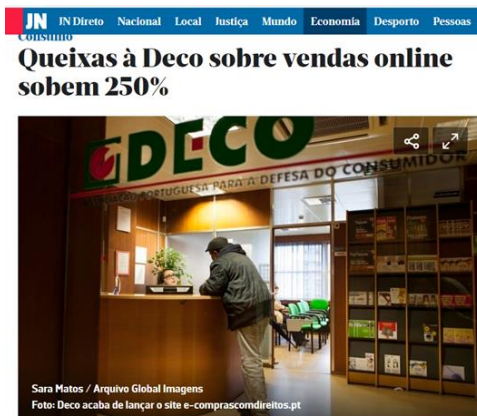 JN JN Direto Nacional Local Justiça Mundo Economia Desporto Pessoas
Consumo
Queixas à Deco sobre vendas online
sobem 250%
DECO
ASSOCIAÇÃO PORTUGUESA PARA A DEFESA DO CONSUMIDOR
Sara Matos / Arquivo Global Imagens
Foto: Deco acaba de lançar o site e-comprascomdireitos.pt